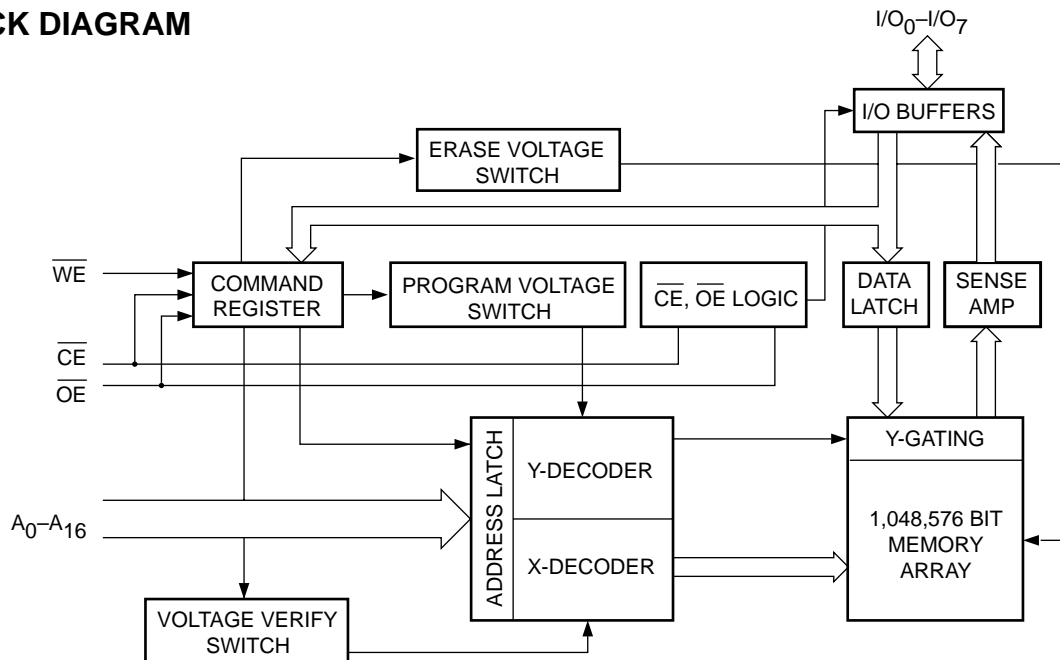 CK DIAGRAM
I/O0–I/O7
I/O BUFFERS
ERASE VOLTAGE
SWITCH
WE
CE
OE
COMMAND
REGISTER
PROGRAM VOLTAGE
SWITCH
CE, OE LOGIC
DATA
LATCH
SENSE
AMP
ADDRESS LATCH
Y-DECODER
X-DECODER
Y-GATING
1,048,576 BIT
MEMORY
ARRAY
A0–A16
VOLTAGE VERIFY
SWITCH